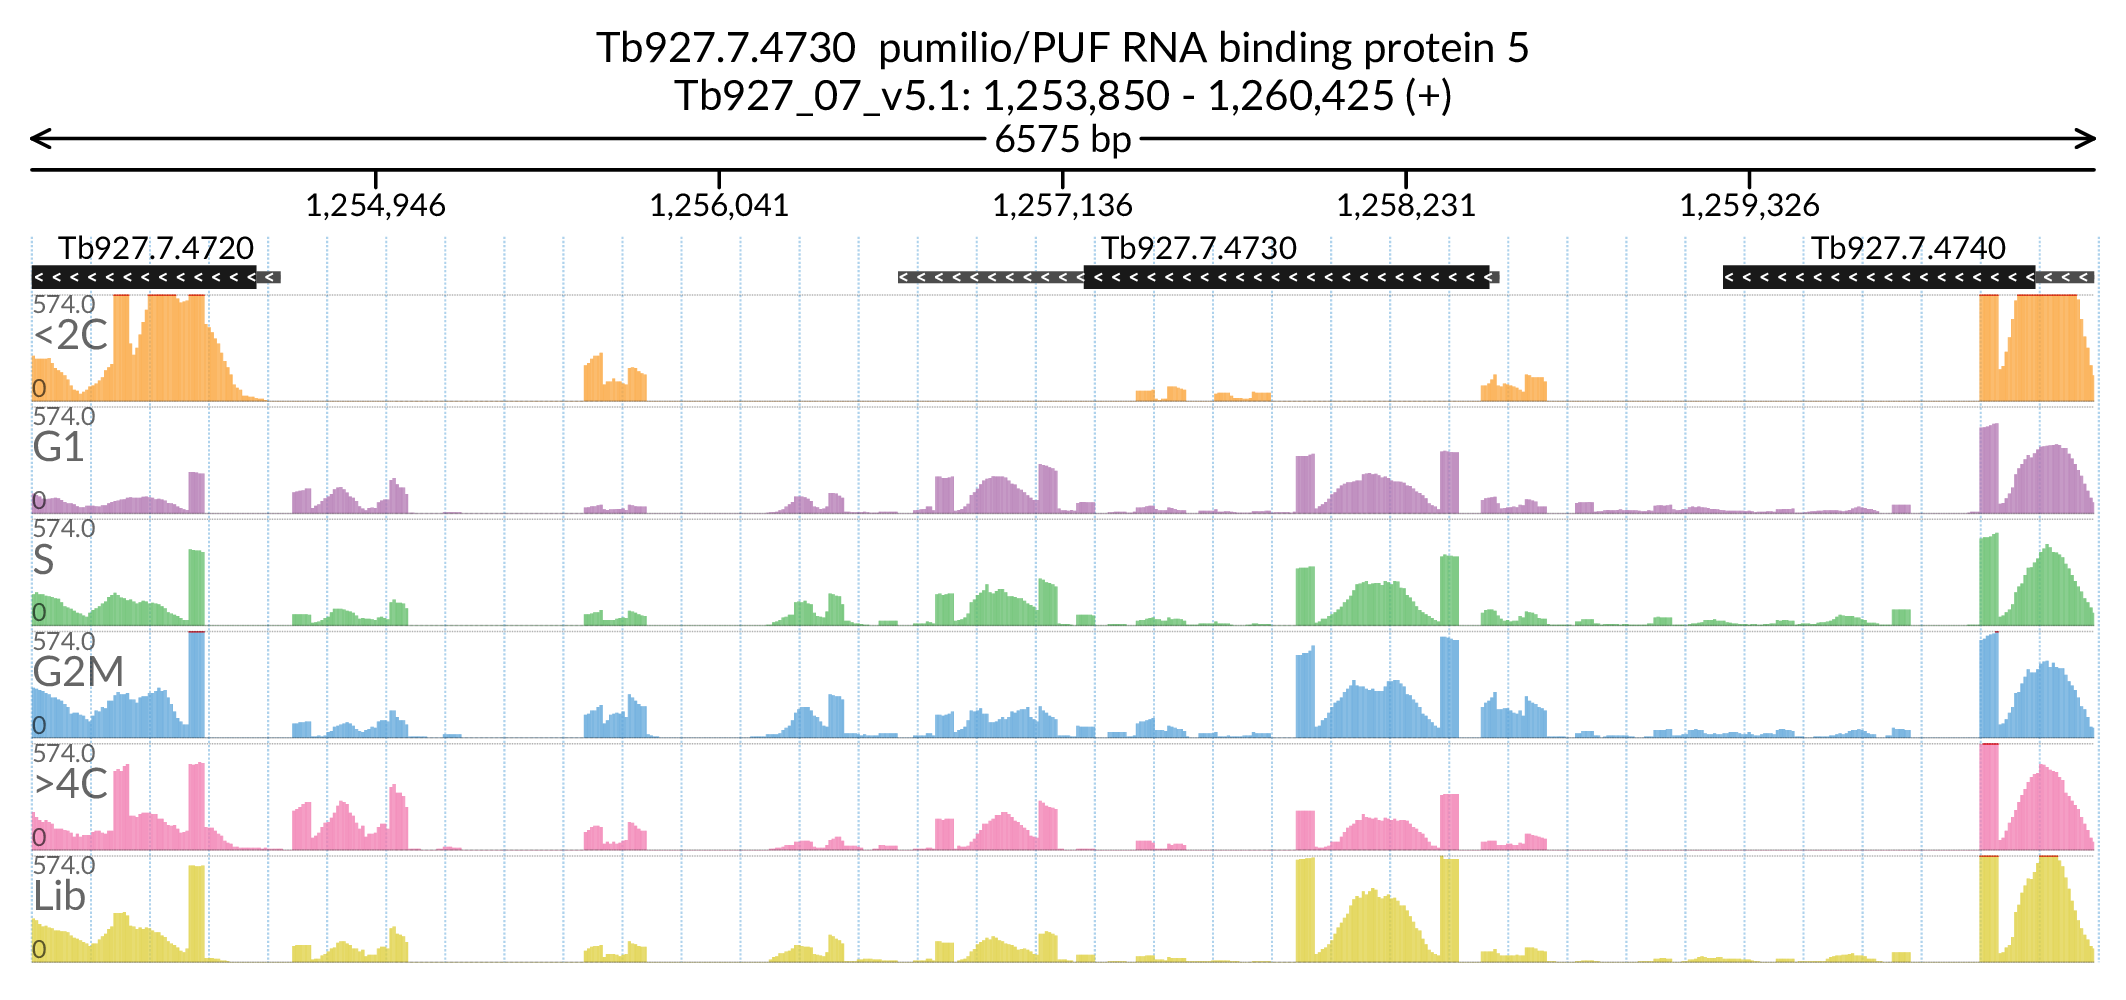 Tb927.7.4730  pumilio/PUF RNA binding protein 5
Tb927_07_v5.1: 1,253,850 - 1,260,425 (+)
6575 bp
1,254,946 1,256,041 1,257,136 1,258,231 1,259,326
Tb927.7.4720 Tb927.7.4730 Tb927.7.4740
574.0
<2C
0
574.0
G1
0
574.0
S
0
574.0
G2M
0
574.0
>4C
0
574.0
Lib
0